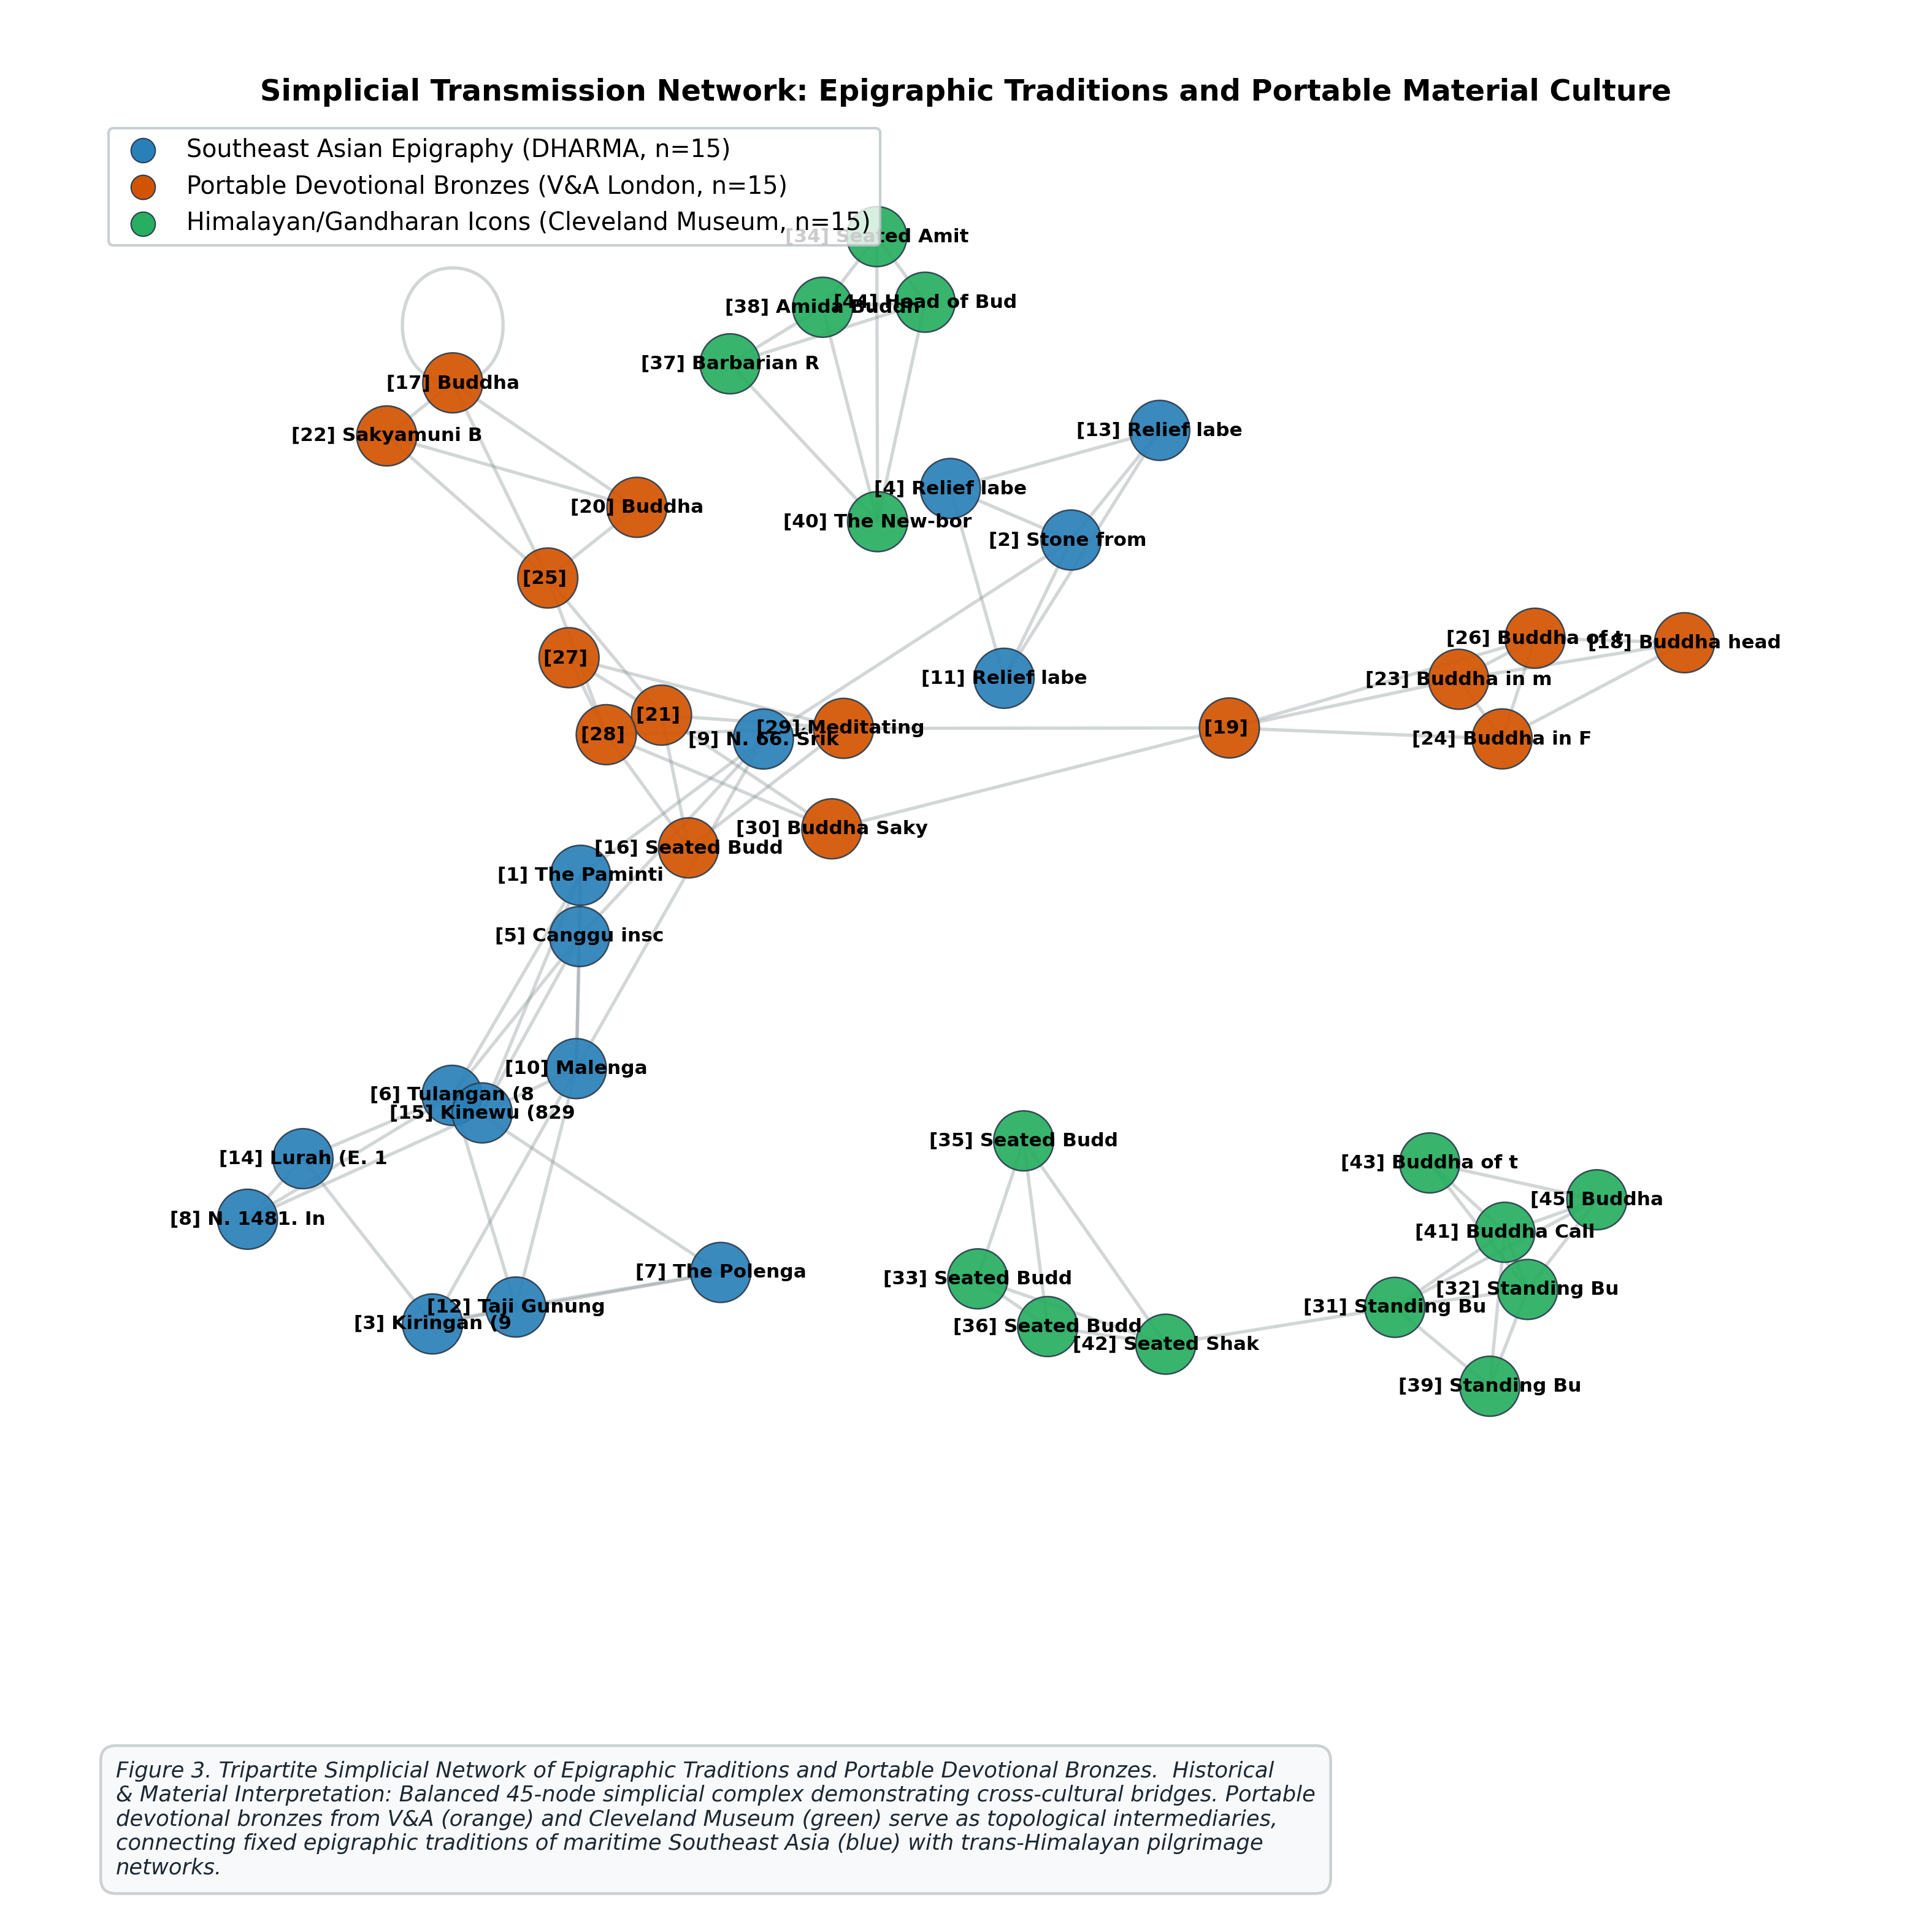 Simplicial Transmission Network: Epigraphic Traditions and Portable Material Culture
Southeast Asian Epigraphy (DHARMA, n=15)
Portable Devotional Bronzes (V&A London, n=15)
Himalayan/Gandharan Icons (Cleveland Museum, n=15)
[34] Seated Amit
[44] Head of Bud
[38] Amida Buddh
[37] Barbarian R
[17] Buddha
[22] Sakyamuni B
[13] Relief labe
[4] Relief labe
[20] Buddha
[40] The New-bor
[2] Stone from
[25]
[26] Buddha of t
[18] Buddha head
[27]
[11] Relief labe
[23] Buddha in m
[21]
[29] Meditating
[19]
[28]
[9] N. 66. Śrīk
[24] Buddha in F
[30] Buddha Saky
[16] Seated Budd
[1] The Paminti
[5] Canggu insc
[10] Malenga
[6] Tulangan (8
[15] Kinewu (829
[35] Seated Budd
[14] Lurah (E. 1
[43] Buddha of t
[45] Buddha
[8] N. 1481. In
[41] Buddha Call
[7] The Polenga
[33] Seated Budd
[32] Standing Bu
[12] Taji Gunung
[31] Standing Bu
[3] Kiringan (9
[36] Seated Budd
[42] Seated Shak
[39] Standing Bu
Figure 3. Tripartite Simplicial Network of Epigraphic Traditions and Portable Devotional Bronzes.  Historical
& Material Interpretation: Balanced 45-node simplicial complex demonstrating cross-cultural bridges. Portable
devotional bronzes from V&A (orange) and Cleveland Museum (green) serve as topological intermediaries,
connecting fixed epigraphic traditions of maritime Southeast Asia (blue) with trans-Himalayan pilgrimage
networks.